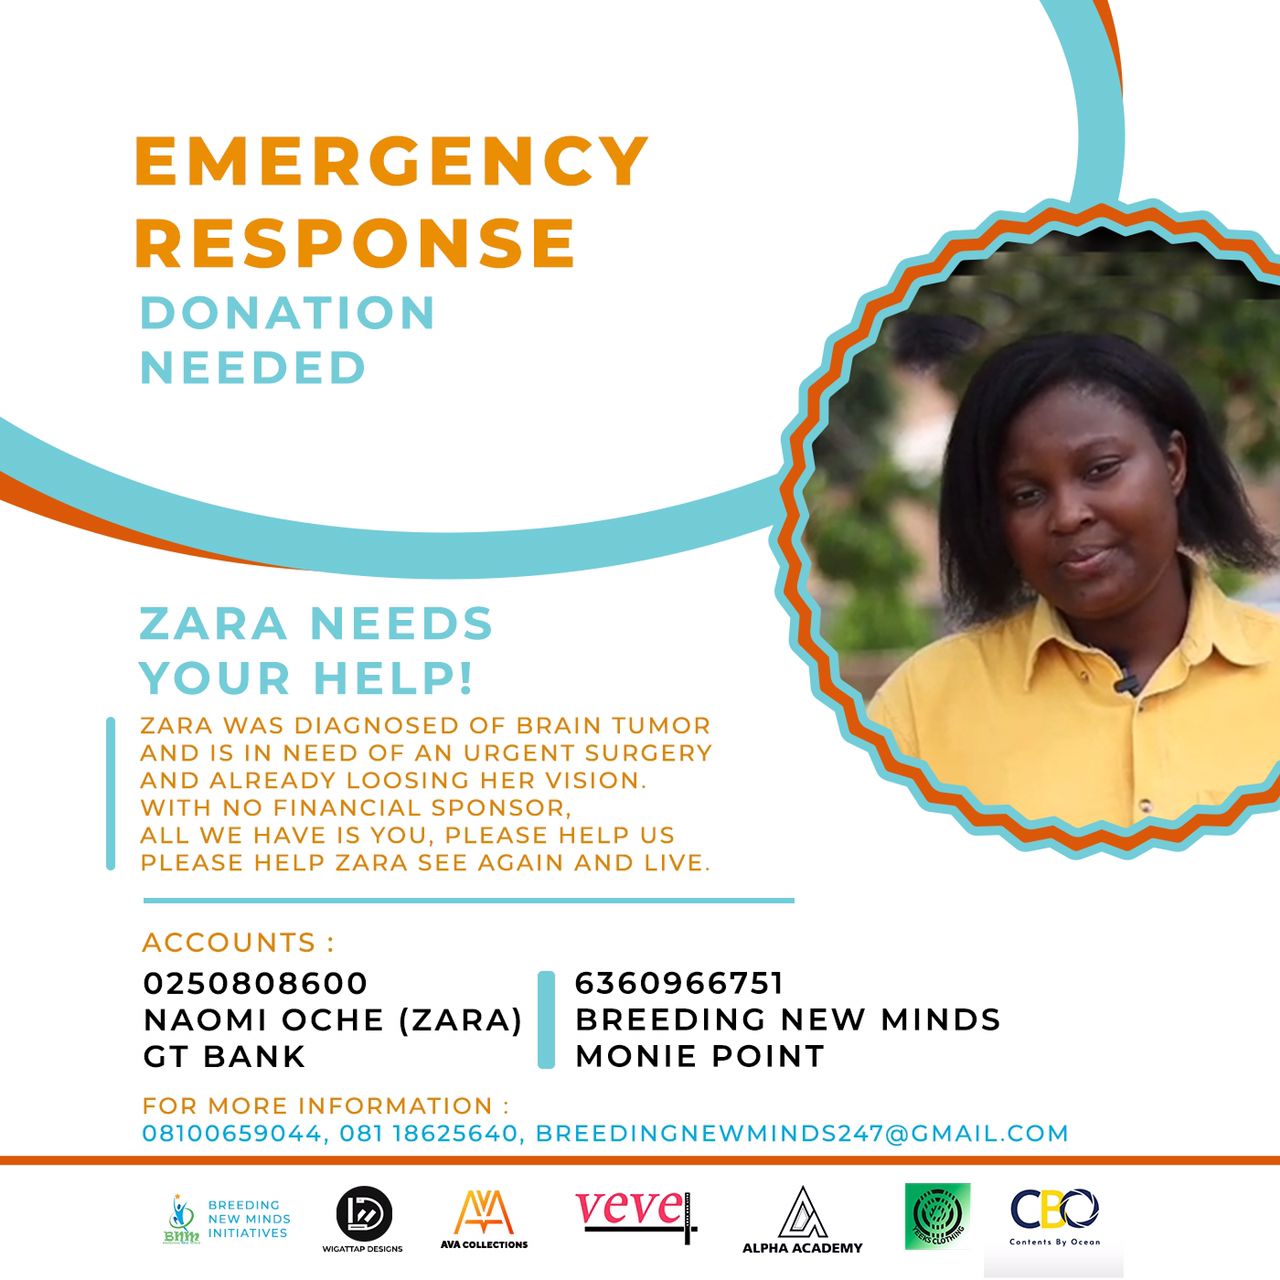 EMERGENCY
RESPONSE
DONATION
NEEDED
ZARA NEEDS
YOUR HELP!
ZARA WAS DIAGNOSED OF BRAIN TUMOR
AND IS IN NEED OF AN URGENT SURGERY
AND ALREADY LOOSING HER VISION.
WITH NO FINANCIAL SPONSOR,
ALL WE HAVE IS YOU, PLEASE HELP US
PLEASE HELP ZARA SEE AGAIN AND LIVE.
ACCOUNTS :
0250808600
NAOMI OCHE (ZARA)
GT BANK
6360966751
BREEDING NEW MINDS
MONIE POINT
FOR MORE INFORMATION :
08100659044, 081 18625640, BREEDINGNEWMINDS247@GMAIL.COM
BNM
BREEDING
NEW MINDS
INITIATIVES
WIGATTAP DESIGNS
AVA COLLECTIONS
veve
ALPHA ACADEMY
YEEKS CLOTHING
CBO
Contents By Ocean